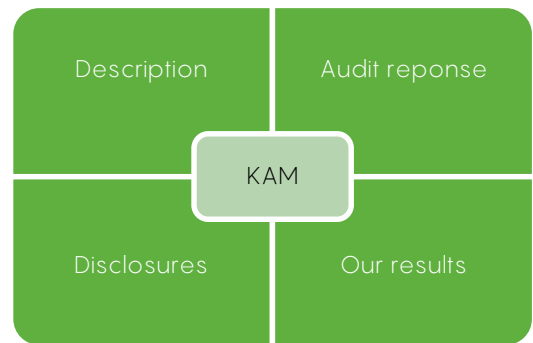 Description
Audit reponse
KAM
Disclosures
Our results